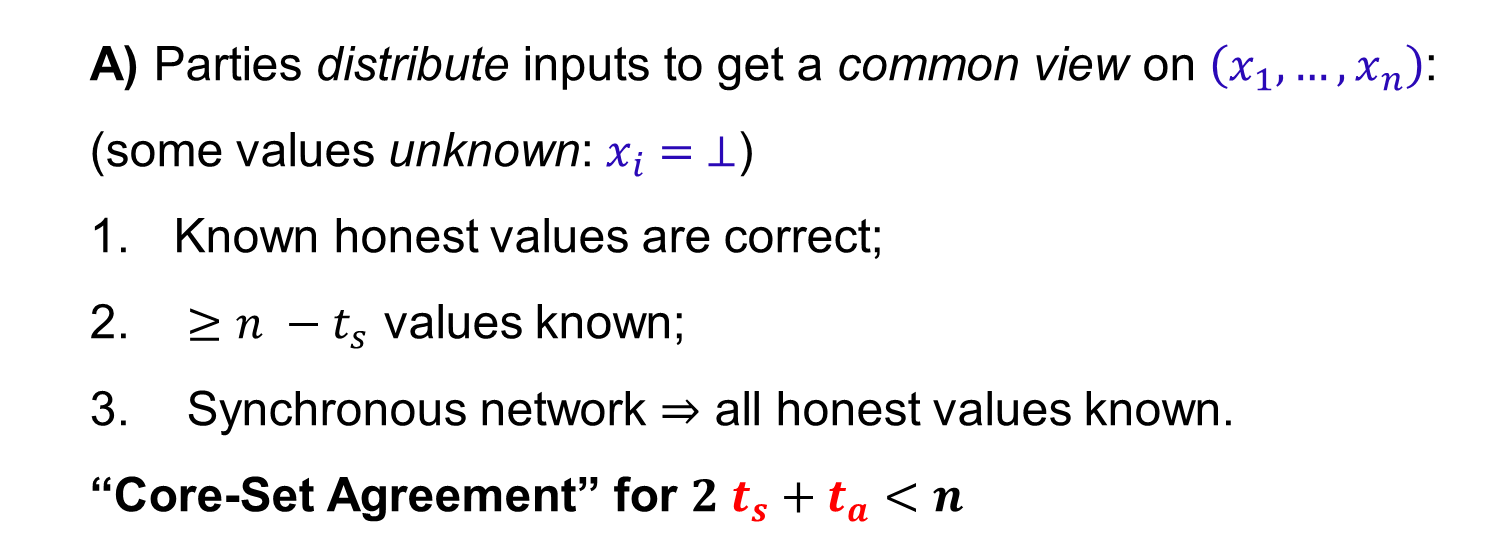 A) Parties distribute inputs to get a common view on (x₁, … , xₙ):
(some values unknown: xᵢ = ⊥)
1. Known honest values are correct;
2. ≥ n − tₛ values known;
3. Synchronous network ⇒ all honest values known.
“Core-Set Agreement” for 2 tₛ + tₐ < n